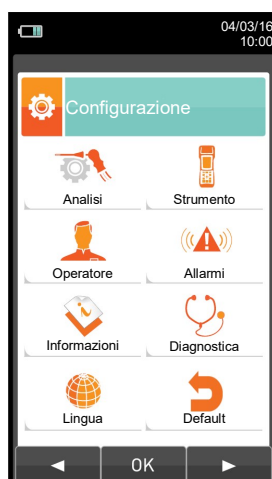 04/03/16
10:00
Configurazione
Analisi
Strumento
Operatore
Allarmi
Informazioni
Diagnostica
Lingua
Default
◄ OK ►